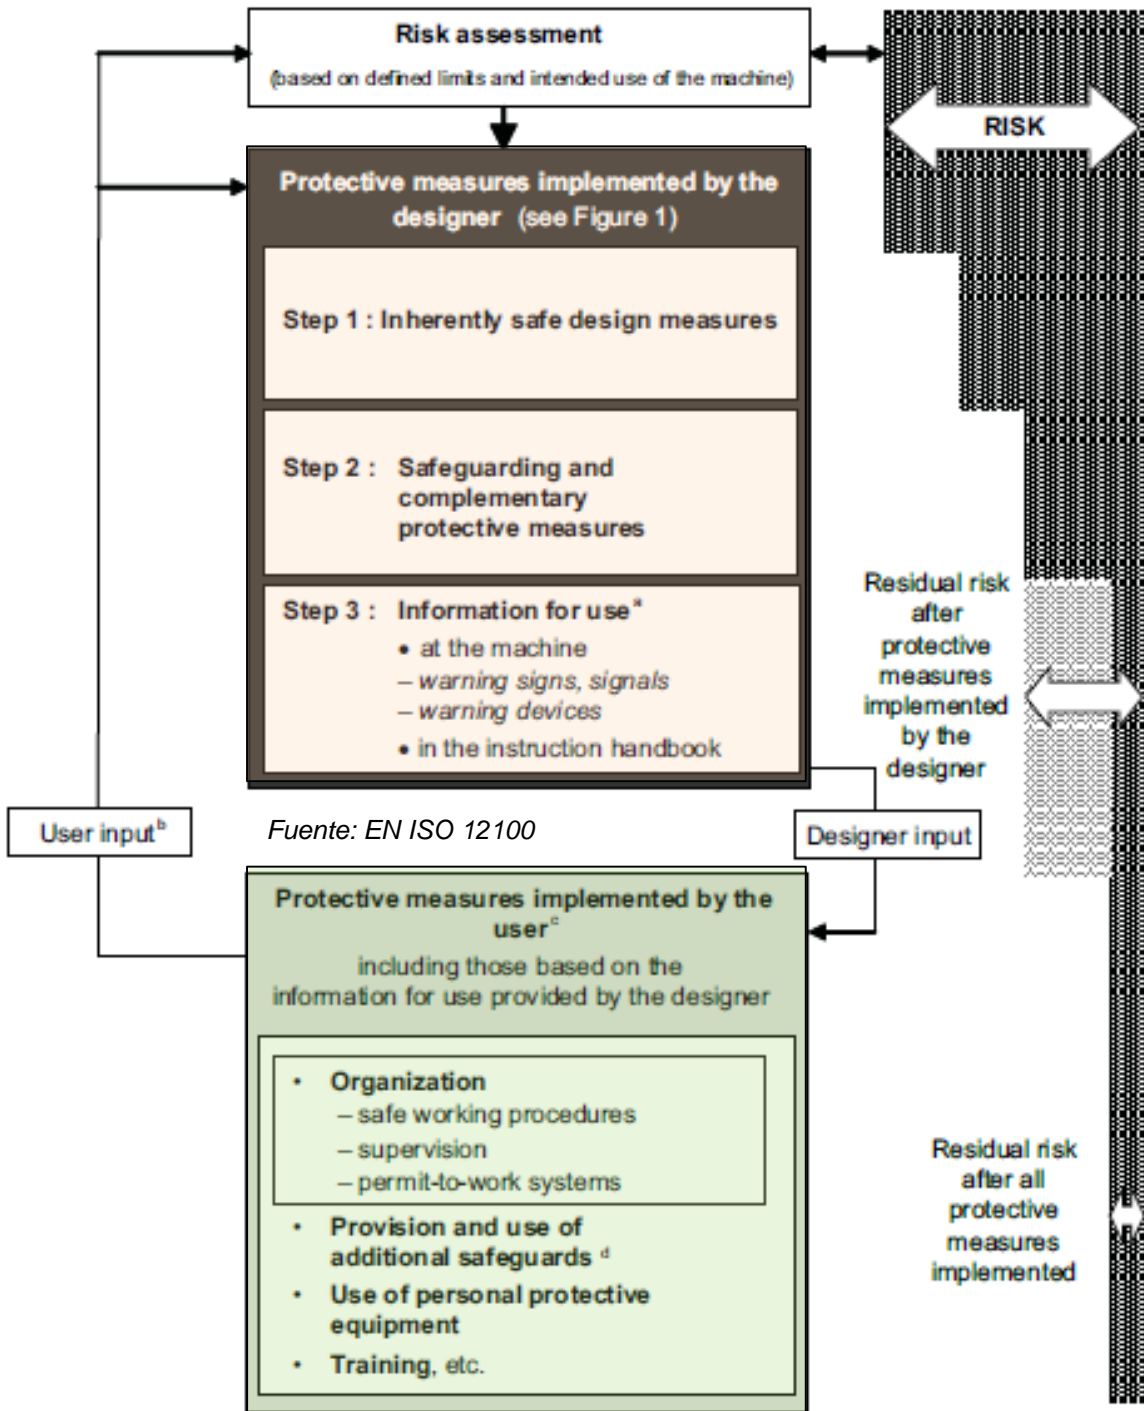 Risk assessment
(based on defined limits and intended use of the machine)
RISK
Protective measures implemented by the
designer (see Figure 1)
Step 1 : Inherently safe design measures
Step 2 : Safeguarding and
complementary
protective measures
Step 3 : Information for use a
• at the machine
– warning signs, signals
– warning devices
• in the instruction handbook
Residual risk
after
protective
measures
implemented
by the
designer
User input b
Fuente: EN ISO 12100
Designer input
Protective measures implemented by the
user c
including those based on the
information for use provided by the designer
• Organization
– safe working procedures
– supervision
– permit-to-work systems
• Provision and use of
additional safeguards d
• Use of personal protective
equipment
• Training, etc.
Residual risk
after all
protective
measures
implemented